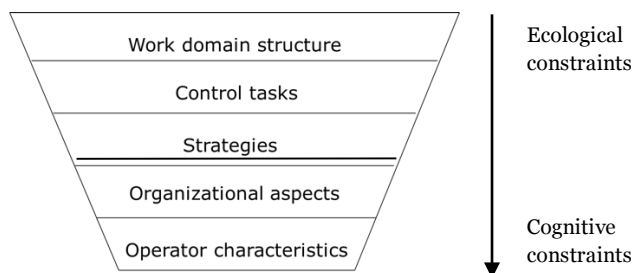 Work domain structure
Control tasks
Strategies
Organizational aspects
Operator characteristics
Ecological
constraints
Cognitive
constraints